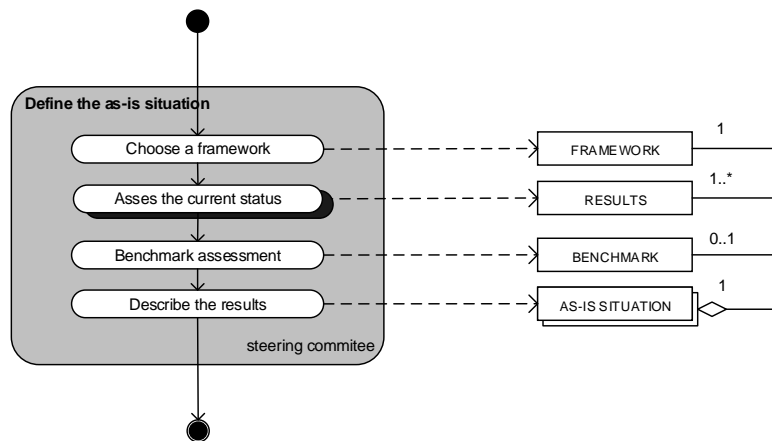 Define the as-is situation
Choose a framework
FRAMEWORK
1
Asses the current status
RESULTS
1..*
Benchmark assessment
BENCHMARK
0..1
Describe the results
AS-IS SITUATION
1
steering commitee